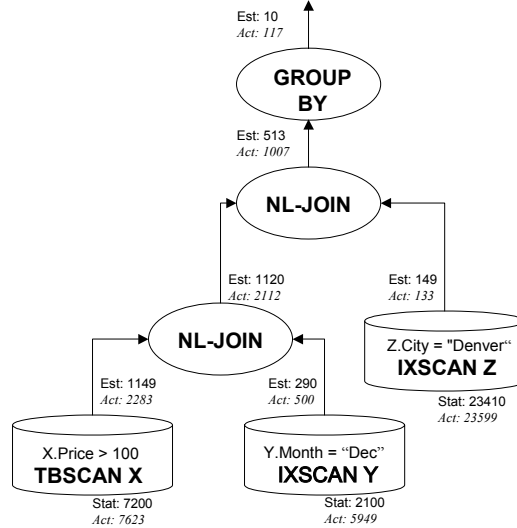 Est: 10
Act: 117
GROUP
BY
Est: 513
Act: 1007
NL-JOIN
Est: 1120
Act: 2112
Est: 149
Act: 133
NL-JOIN
Z.City = "Denver“
IXSCAN Z
Est: 1149
Act: 2283
Est: 290
Act: 500
Stat: 23410
Act: 23599
X.Price > 100
TBSCAN X
Y.Month = “Dec”
IXSCAN Y
Stat: 7200
Act: 7623
Stat: 2100
Act: 5949